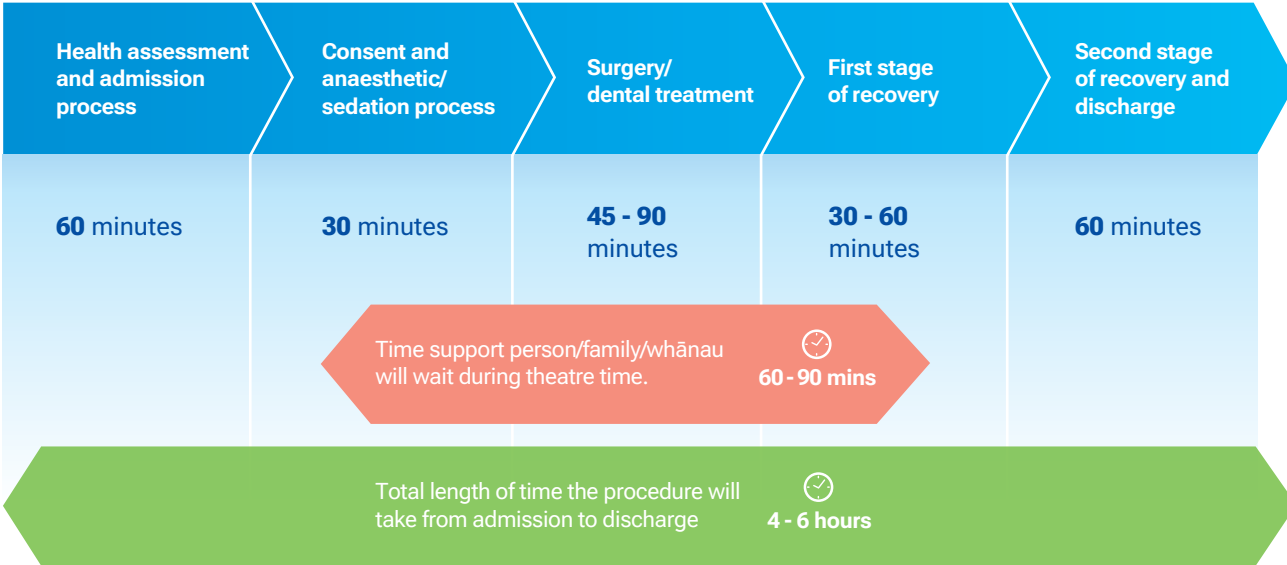 Health assessment
and admission
process
Consent and
anaesthetic/
sedation process
Surgery/
dental treatment
First stage
of recovery
Second stage
of recovery and
discharge
60 minutes
30 minutes
45 - 90
minutes
30 - 60
minutes
60 minutes
Time support person/family/whānau
will wait during theatre time.
60 - 90 mins
Total length of time the procedure will
take from admission to discharge
4 - 6 hours